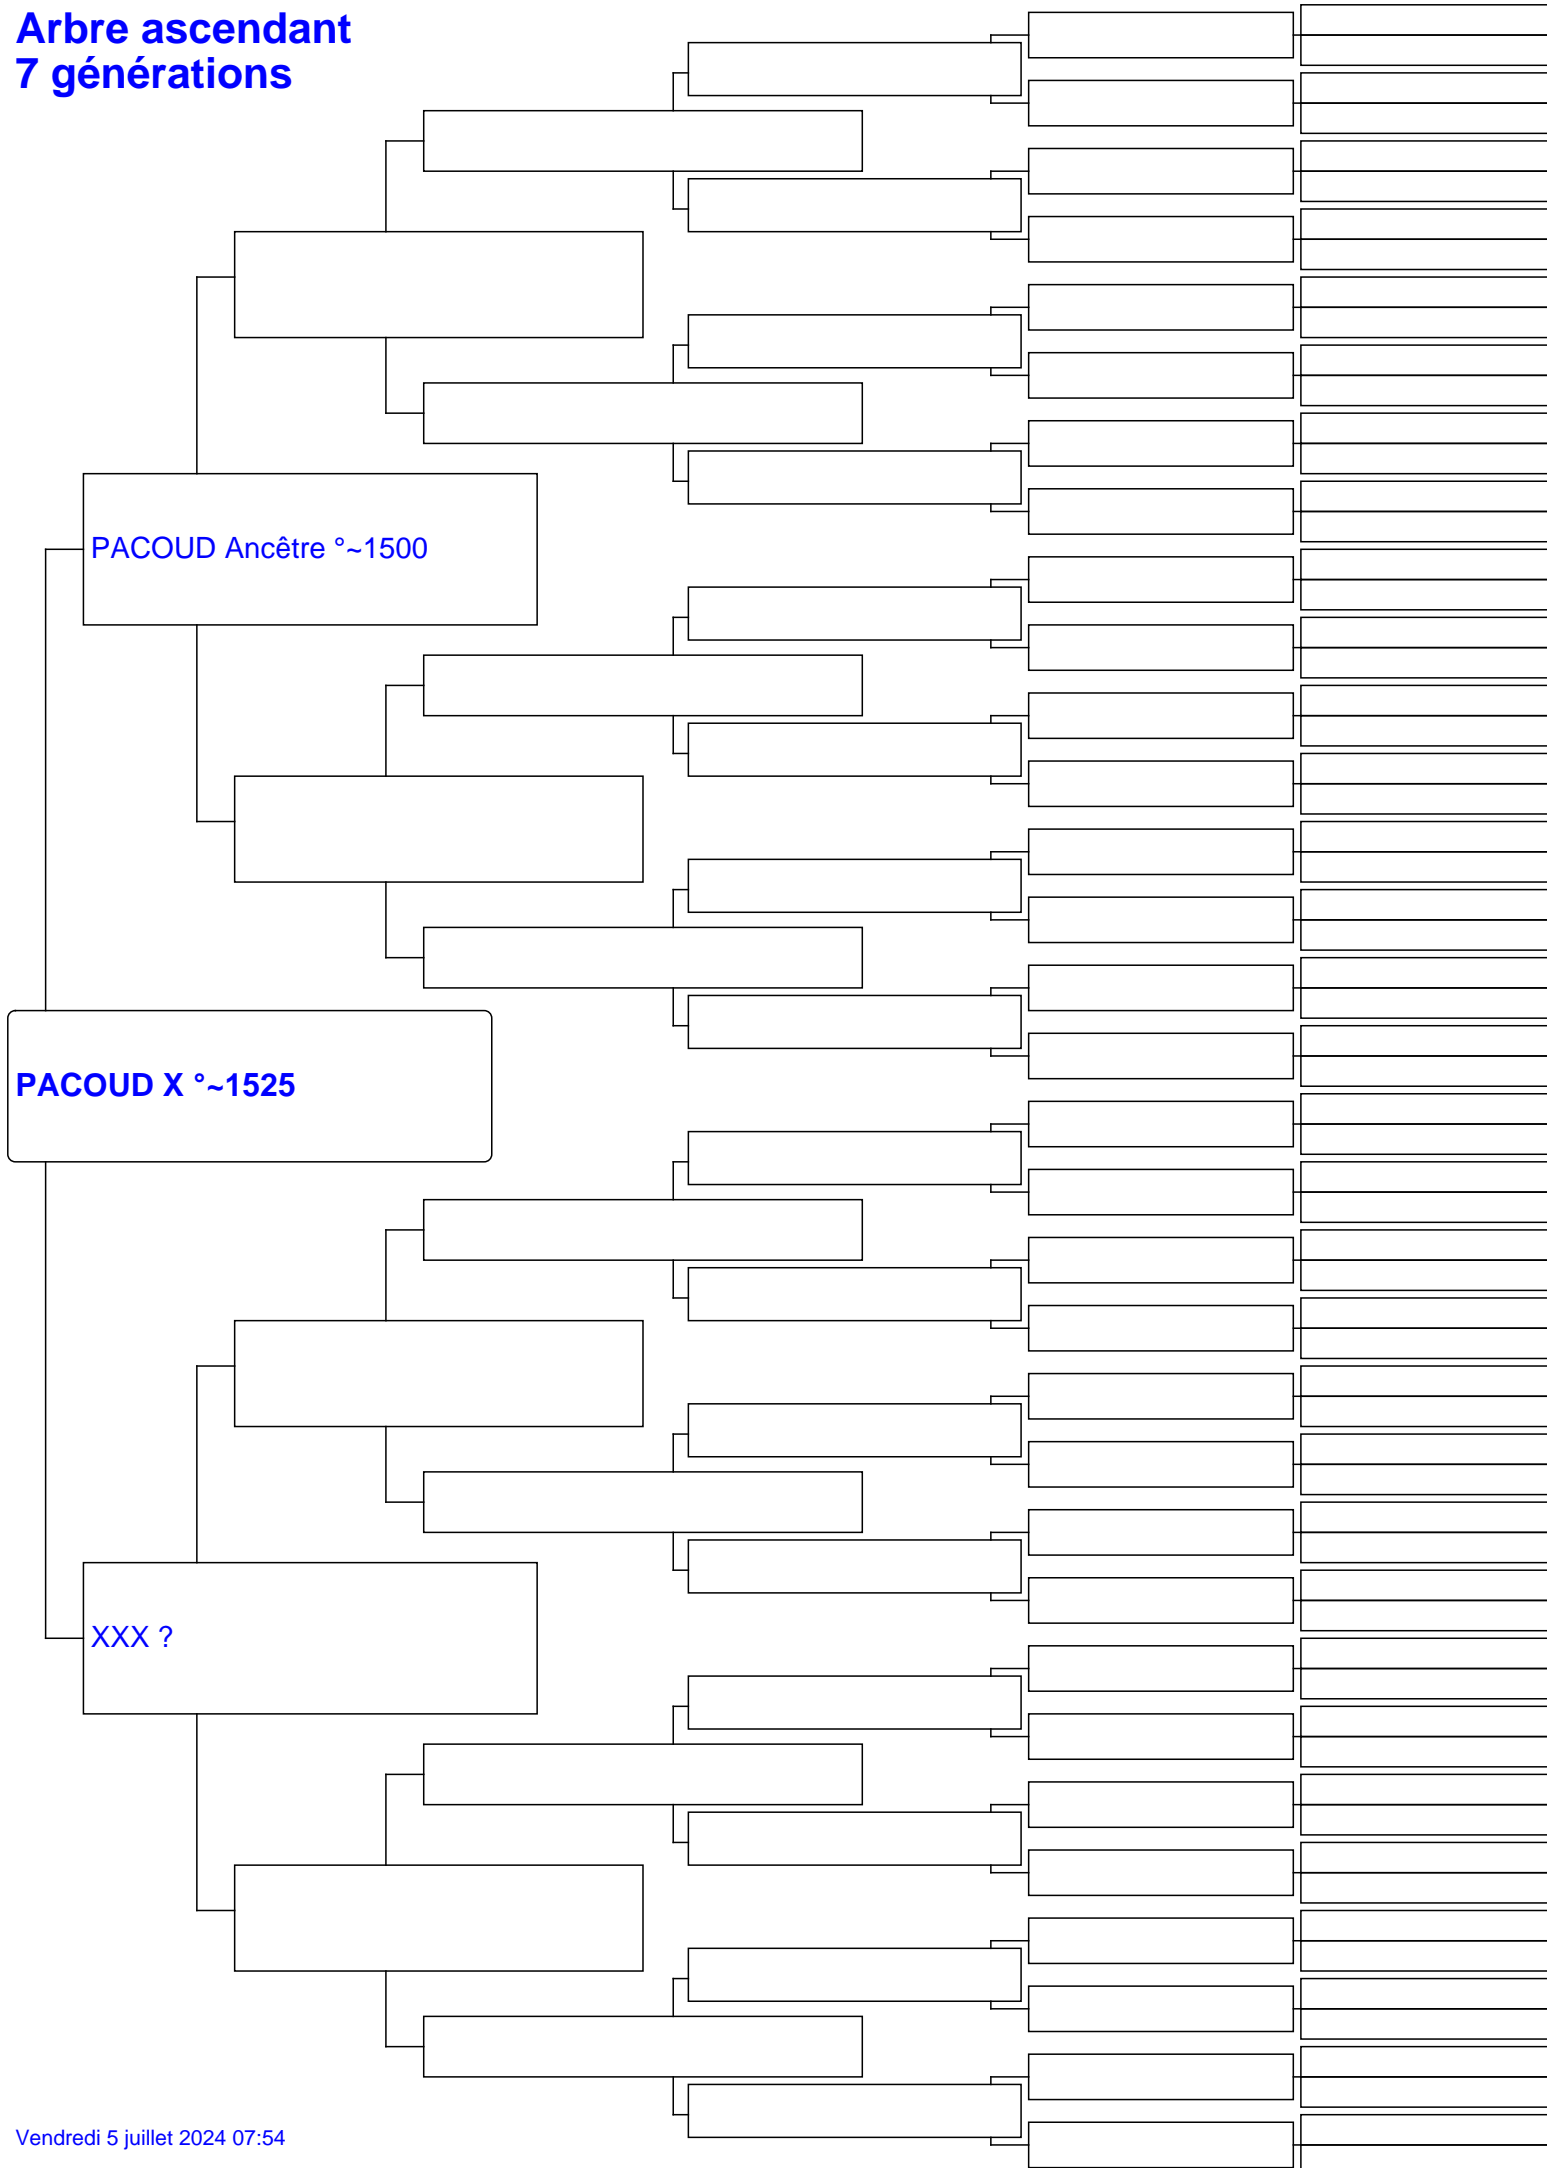 Arbre ascendant
7 générations
PACOUD Ancêtre °~1500
PACOUD X °~1525
XXX ?
Vendredi 5 juillet 2024 07:54